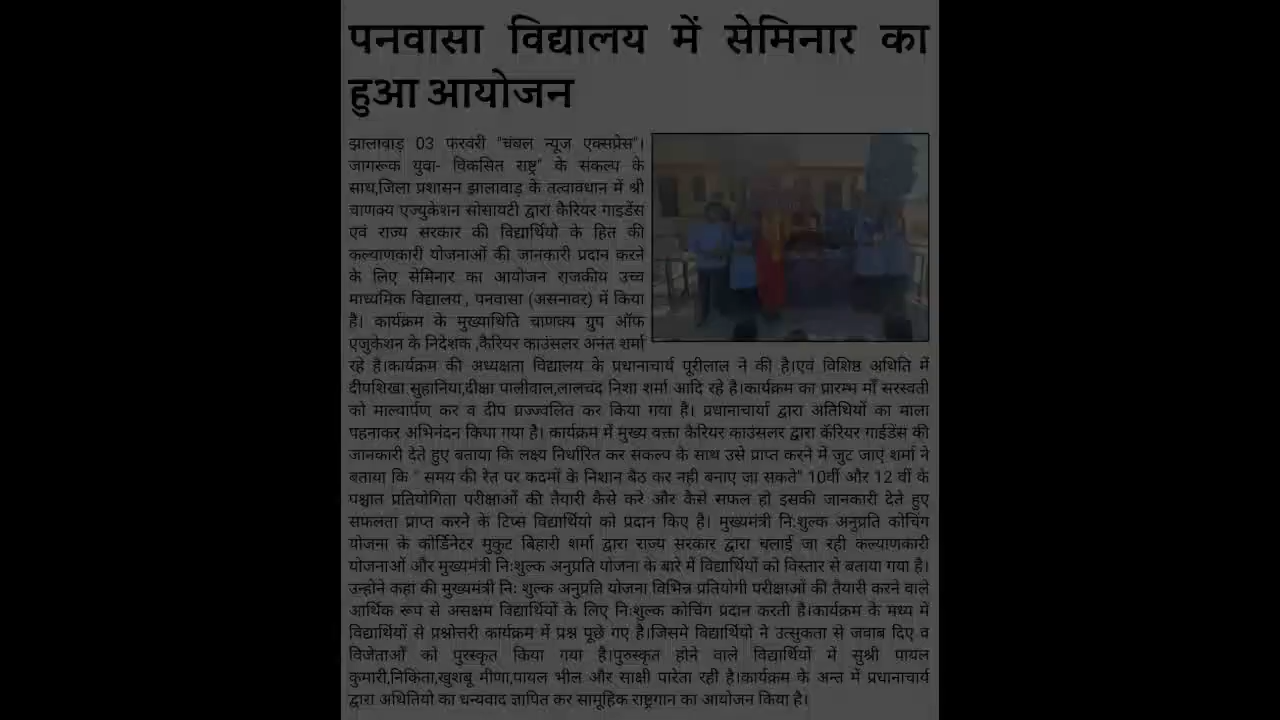 पनवासा विद्यालय में सेमिनार का
हुआ आयोजन
झालावाड़ 03 फरवरी "चंबल न्यूज एक्सप्रेस"।
जागरूक युवा- विकसित राष्ट्र" के संकल्प के
साथ,जिला प्रशासन झालावाड़ के तत्वावधान में श्री
चाणक्य एज्युकेशन सोसायटी द्वारा कैरियर गाइडेंस
एवं राज्य सरकार की विद्यार्थियो के हित की
कल्याणकारी योजनाओं की जानकारी प्रदान करने
के लिए सेमिनार का आयोजन राजकीय उच्च
माध्यमिक विद्यालय , पनवासा (असनावर) में किया
है। कार्यक्रम के मुख्याथिति चाणक्य ग्रुप ऑफ
एजुकेशन के निदेशक ,कैरियर काउंसलर अनंत शर्मा
रहे है।कार्यक्रम की अध्यक्षता विद्यालय के प्रधानाचार्य पूरीलाल ने की है।एवं विशिष्ठ अथिति में
दीपशिखा सुहानिया,दीक्षा पालीवाल,लालचंद निशा शर्मा आदि रहे है।कार्यक्रम का प्रारम्भ माँ सरस्वती
को माल्यार्पण कर व दीप प्रज्ज्वलित कर किया गया है। प्रधानाचार्या द्वारा अतिथियों का माला
पहनाकर अभिनंदन किया गया है। कार्यक्रम में मुख्य वक्ता कैरियर काउंसलर द्वारा कॅरियर गाईडेंस की
जानकारी देते हुए बताया कि लक्ष्य निर्धारित कर संकल्प के साथ उसे प्राप्त करने में जुट जाएं शर्मा ने
बताया कि " समय की रेत पर कदमों के निशान बैठ कर नही बनाए जा सकते" 10वीं और 12 वीं के
पश्चात प्रतियोगिता परीक्षाओं की तैयारी कैसे करे और कैसे सफल हो इसकी जानकारी देते हुए
सफलता प्राप्त करने के टिप्स विद्यार्थियो को प्रदान किए है। मुख्यमंत्री नि:शुल्क अनुप्रति कोचिंग
योजना के कोर्डिनेटर मुकुट बिहारी शर्मा द्वारा राज्य सरकार द्वारा चलाई जा रही कल्याणकारी
योजनाओं और मुख्यमंत्री नि:शुल्क अनुप्रति योजना के बारे में विद्यार्थियों को विस्तार से बताया गया है।
उन्होने कहा की मुख्यमंत्री नि: शुल्क अनुप्रति योजना विभिन्न प्रतियोगी परीक्षाओं की तैयारी करने वाले
आर्थिक रूप से असक्षम विद्यार्थियों के लिए नि:शुल्क कोचिंग प्रदान करती है।कार्यक्रम के मध्य में
विद्यार्थियों से प्रश्नोत्तरी कार्यक्रम में प्रश्न पूछे गए है।जिसमे विद्यार्थियो ने उत्सुकता से जवाब दिए व
विजेताओं को पुरस्कृत किया गया है।पुरुस्कृत होने वाले विद्यार्थियों में सुश्री पायल
कुमारी,निकिता,खुशबू मीणा,पायल भील और साक्षी पारेता रही है।कार्यक्रम के अन्त में प्रधानाचार्य
द्वारा अथितियो का धन्यवाद ज्ञापित कर सामूहिक राष्ट्रगान का आयोजन किया है।